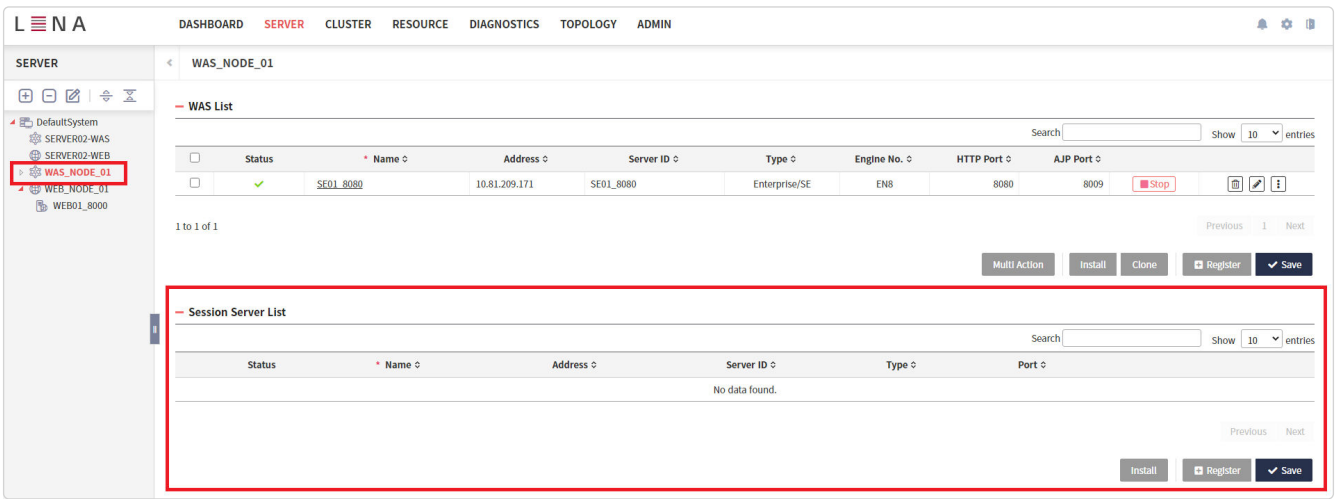 LENA DASHBOARD SERVER CLUSTER RESOURCE DIAGNOSTICS TOPOLOGY ADMIN
SERVER
WAS_NODE_01
DefaultSystem
SERVER02-WAS
SERVER02-WEB
WAS_NODE_01
WEB_NODE_01
WEB01_8000
WAS List
Search Show 10 entries
Status * Name Address Server ID Type Engine No. HTTP Port AJP Port
SE01_8080 10.81.209.171 SE01_8080 Enterprise/SE EN8 8080 8009 Stop
1 to 1 of 1 Previous 1 Next
Multi Action Install Clone Register Save
Session Server List
Search Show 10 entries
Status * Name Address Server ID Type Port
No data found.
Previous Next
Install Register Save